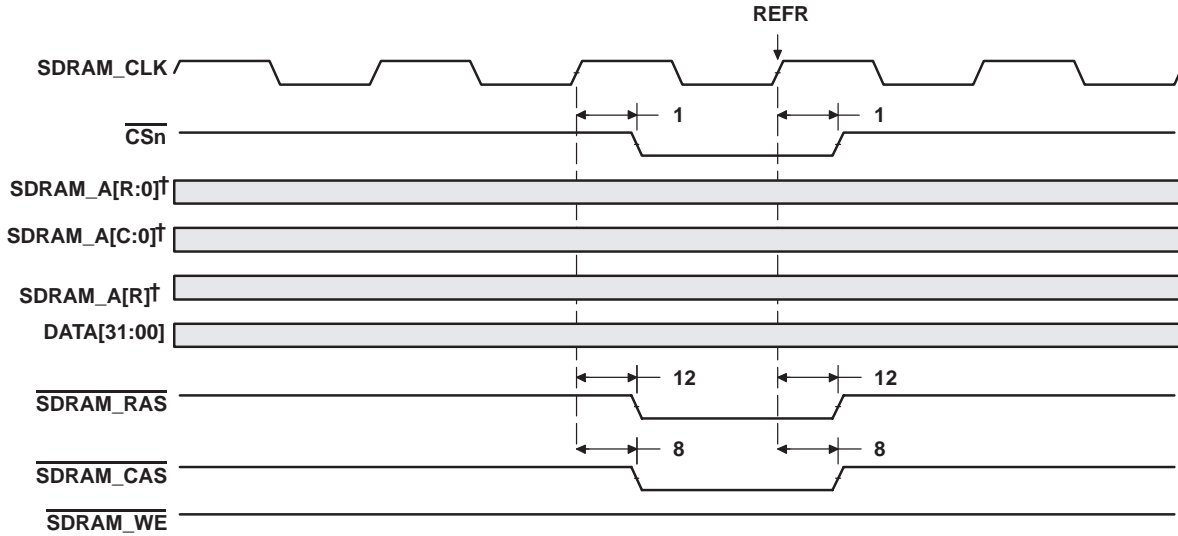 REFR
SDRAM_CLK
1 1
CSn
SDRAM_A[R:0]†
SDRAM_A[C:0]†
SDRAM_A[R]†
DATA[31:00]
12 12
SDRAM_RAS
8 8
SDRAM_CAS
SDRAM_WE